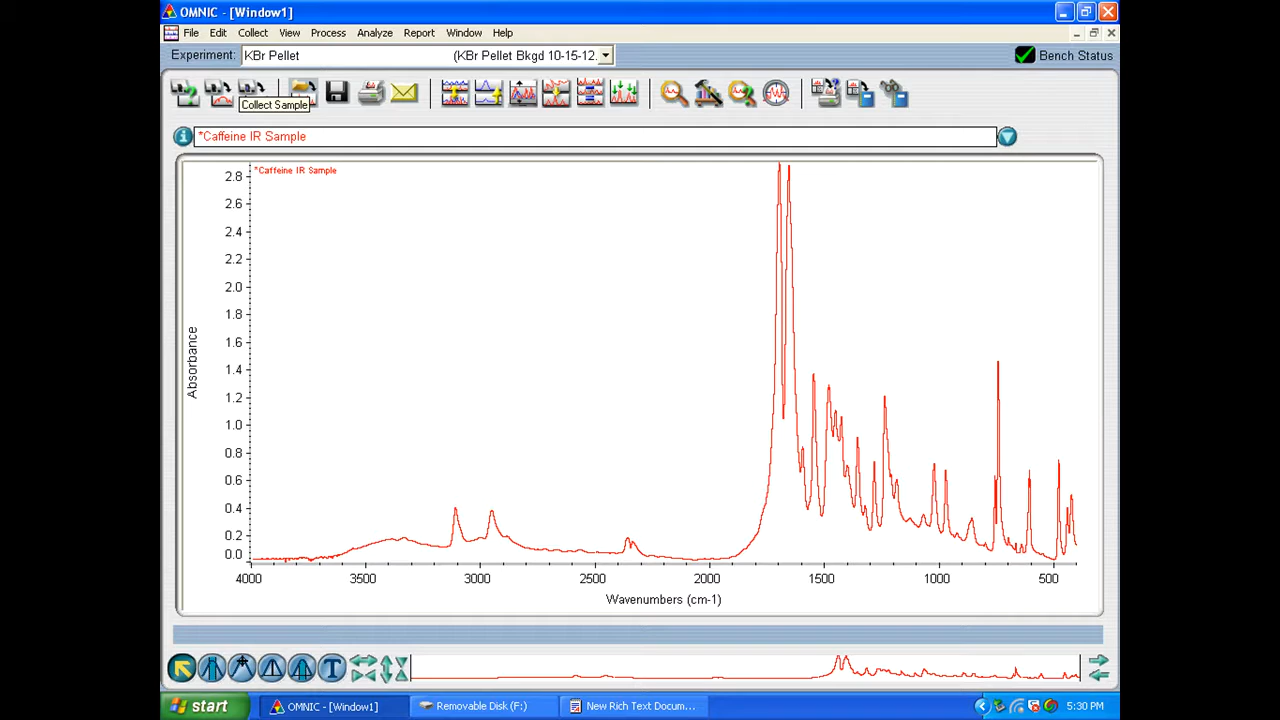 OMNIC - [Window1]
File Edit Collect View Process Analyze Report Window Help
Experiment: KBr Pellet (KBr Pellet Bkgd 10-15-12. Bench Status
Collect Sample
*Caffeine IR Sample
*Caffeine IR Sample
2.8
2.6
2.4
2.2
2.0
1.8
1.6
1.4
1.2
1.0
0.8
0.6
0.4
0.2
0.0
Absorbance
4000 3500 3000 2500 2000 1500 1000 500
Wavenumbers (cm-1)
T
start OMNIC - [Window1] Removable Disk (F:) New Rich Text Docum... 5:30 PM